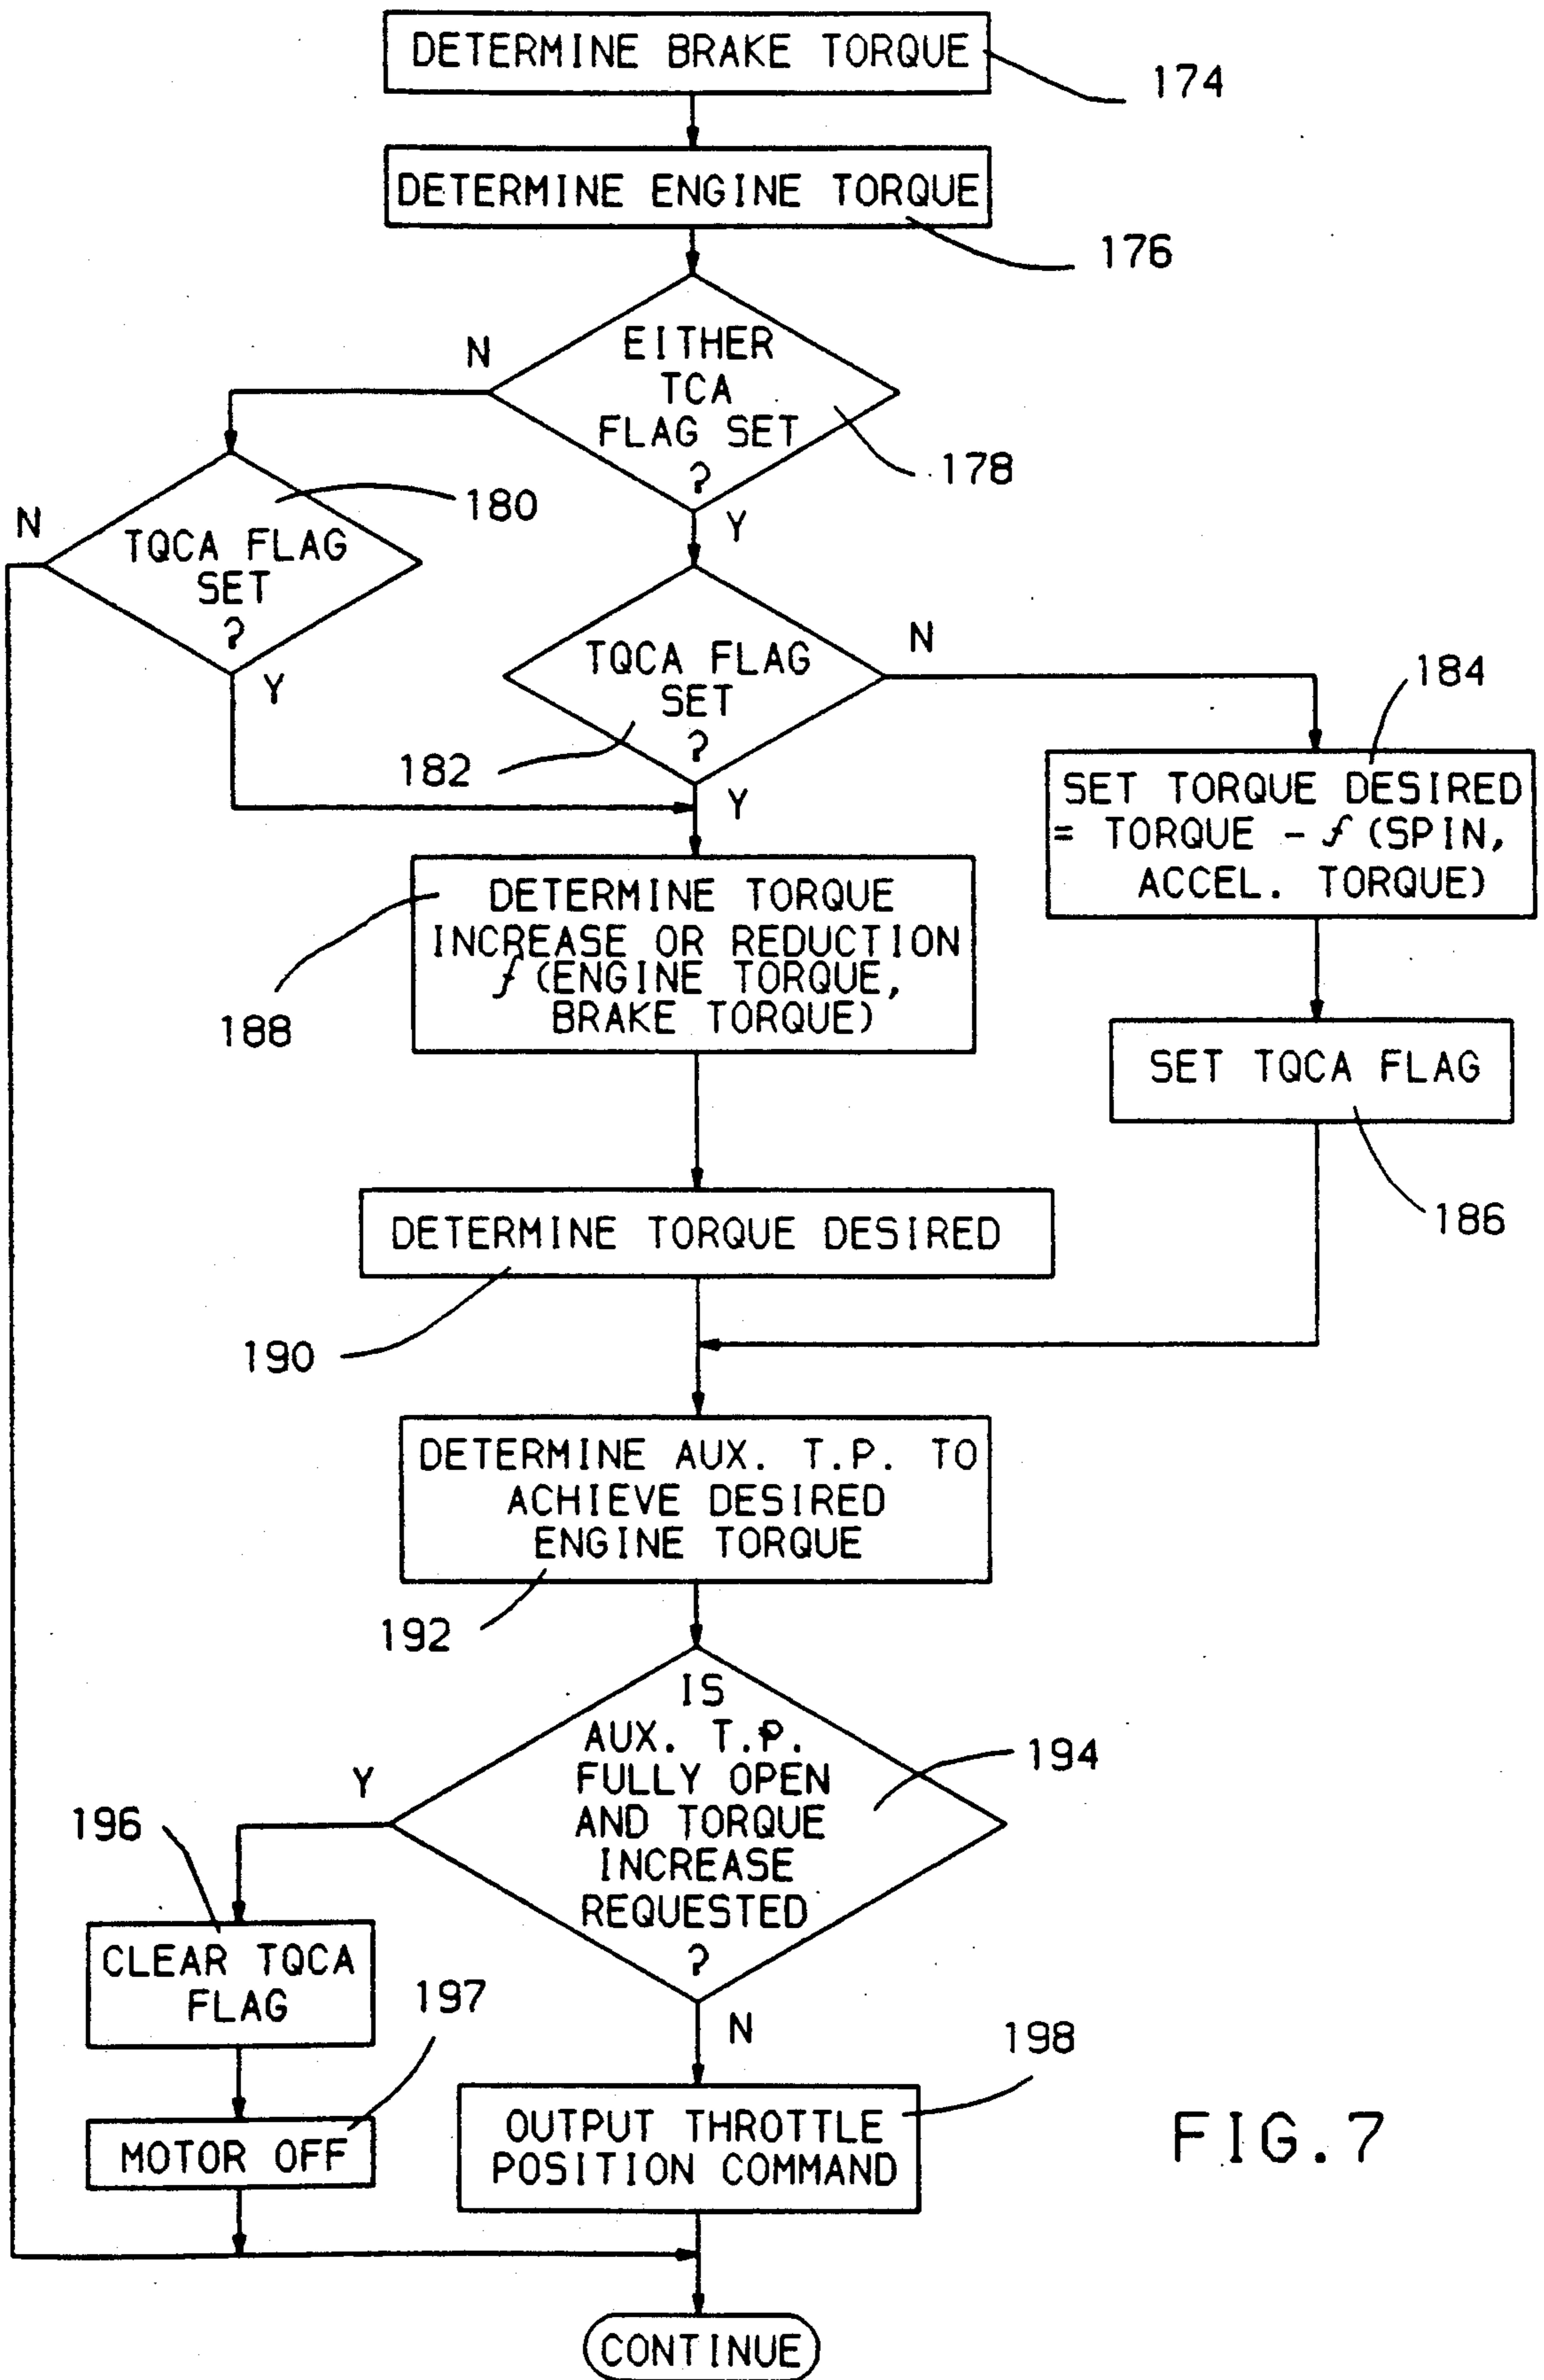 DETERMINE BRAKE TORQUE
174
DETERMINE ENGINE TORQUE
176
EITHER
TCA
FLAG SET
?
N
178
Y
180
TQCA FLAG
SET
?
N
Y
TQCA FLAG
SET
?
N
182
Y
184
SET TORQUE DESIRED
= TORQUE - ƒ (SPIN,
ACCEL. TORQUE)
DETERMINE TORQUE
INCREASE OR REDUCTION
ƒ (ENGINE TORQUE,
BRAKE TORQUE)
188
SET TQCA FLAG
186
DETERMINE TORQUE DESIRED
190
DETERMINE AUX. T.P. TO
ACHIEVE DESIRED
ENGINE TORQUE
192
IS
AUX. T.P.
FULLY OPEN
AND TORQUE
INCREASE
REQUESTED
?
194
Y
196
CLEAR TQCA
FLAG
197
N
198
MOTOR OFF
OUTPUT THROTTLE
POSITION COMMAND
FIG. 7
CONTINUE